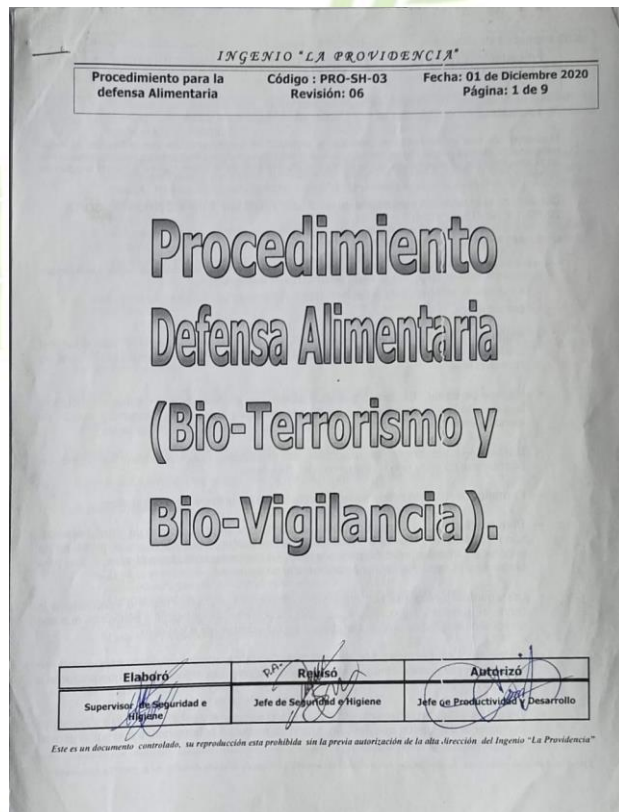 INGENIO "LA PROVIDENCIA"
Procedimiento para la defensa Alimentaria
Código : PRO-SH-03
Revisión: 06
Fecha: 01 de Diciembre 2020
Página: 1 de 9
Procedimiento
Defensa Alimentaria
(Bio-Terrorismo y
Bio-Vigilancia).
Elaboró
P.A. Revisó
Autorizó
Supervisor de Seguridad e
Higiene
Jefe de Seguridad e Higiene
Jefe de Productividad y Desarrollo
Este es un documento controlado, su reproducción esta prohibida sin la previa autorización de la alta dirección del Ingenio "La Providencia"